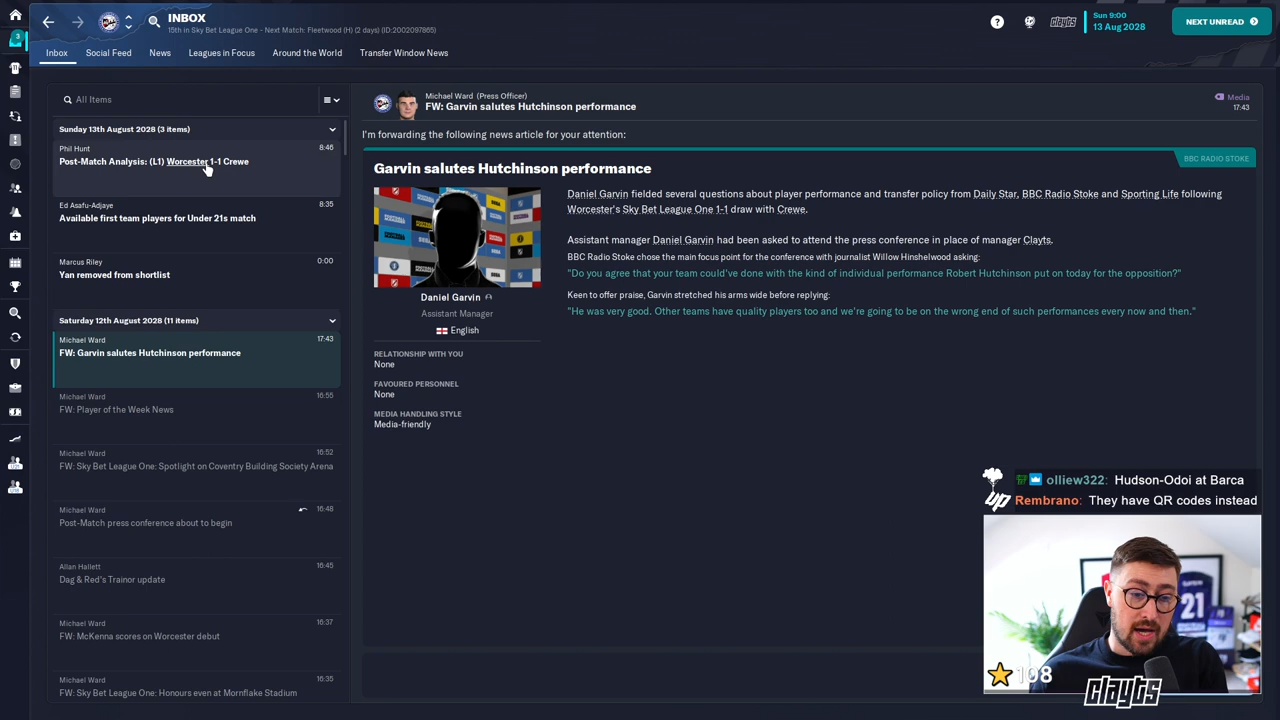 INBOX
15th in Sky Bet League One - Next Match: Fleetwood (H) (2 days) (ID:2002097865)
Sun 9:00
13 Aug 2028
NEXT UNREAD
clayts
3
Inbox
Social Feed
News
Leagues in Focus
Around the World
Transfer Window News
All Items
Sunday 13th August 2028 (3 items)
Phil Hunt
8:46
Post-Match Analysis: (L1) Worcester 1-1 Crewe
Ed Asafu-Adjaye
8:35
Available first team players for Under 21s match
Marcus Riley
0:00
Yan removed from shortlist
Saturday 12th August 2028 (11 items)
Michael Ward
17:43
FW: Garvin salutes Hutchinson performance
Michael Ward
16:55
FW: Player of the Week News
Michael Ward
16:52
FW: Sky Bet League One: Spotlight on Coventry Building Society Arena
Michael Ward
16:48
Post-Match press conference about to begin
Allan Hallett
16:45
Dag & Red's Trainor update
Michael Ward
16:37
FW: McKenna scores on Worcester debut
Michael Ward
16:35
FW: Sky Bet League One: Honours even at Mornflake Stadium
Michael Ward (Press Officer)
FW: Garvin salutes Hutchinson performance
Media
17:43
I'm forwarding the following news article for your attention:
Garvin salutes Hutchinson performance
BBC RADIO STOKE
Daniel Garvin fielded several questions about player performance and transfer policy from Daily Star, BBC Radio Stoke and Sporting Life following
Worcester's Sky Bet League One 1-1 draw with Crewe.
Assistant manager Daniel Garvin had been asked to attend the press conference in place of manager Clayts.
BBC Radio Stoke chose the main focus point for the conference with journalist Willow Hinshelwood asking:
"Do you agree that your team could've done with the kind of individual performance Robert Hutchinson put on today for the opposition?"
Keen to offer praise, Garvin stretched his arms wide before replying:
"He was very good. Other teams have quality players too and we're going to be on the wrong end of such performances every now and then."
Daniel Garvin
Assistant Manager
English
RELATIONSHIP WITH YOU
None
FAVOURED PERSONNEL
None
MEDIA HANDLING STYLE
Media-friendly
olliew322: Hudson-Odoi at Barca
UP Rembrano: They have QR codes instead
21
108
clayts